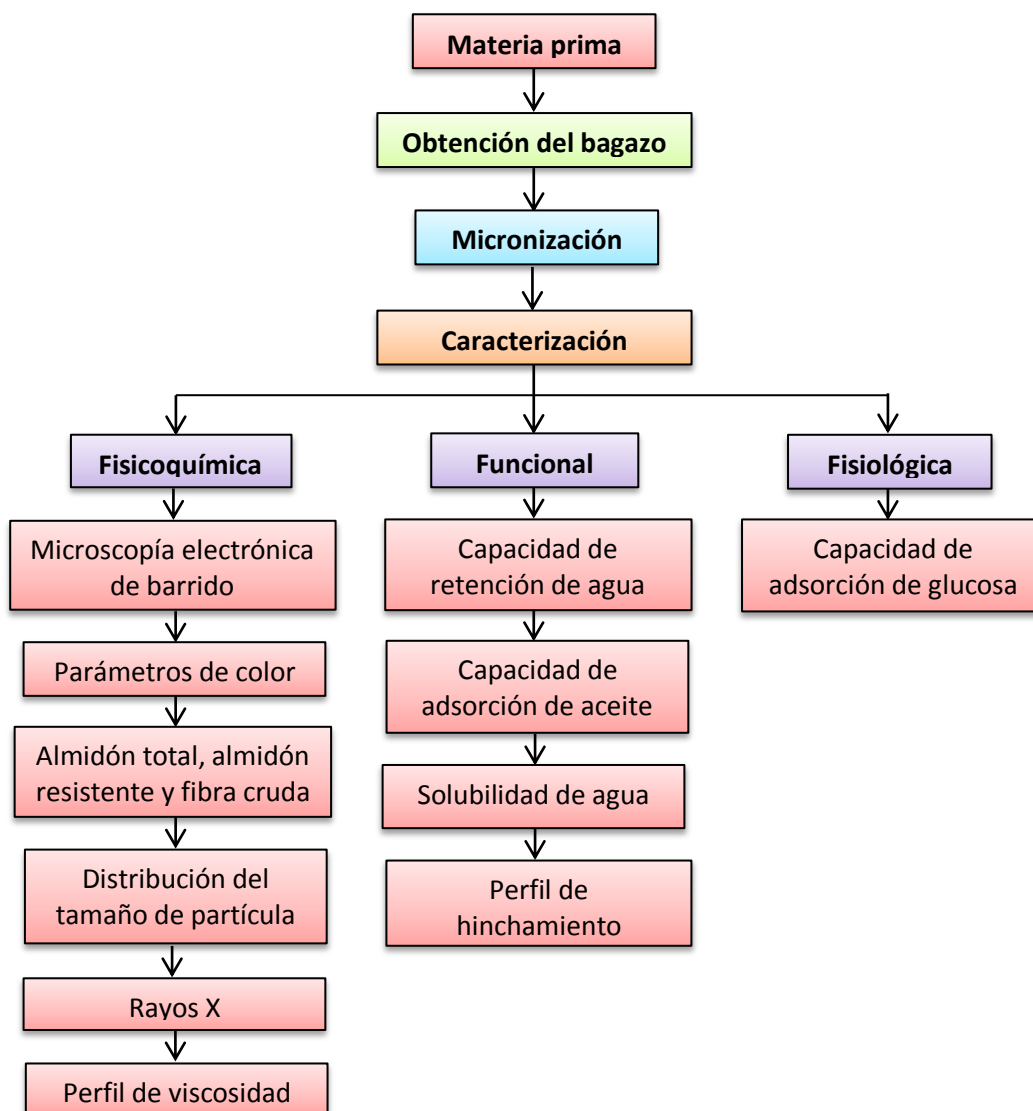 Materia prima
Obtención del bagazo
Micronización
Caracterización
Fisicoquímica
Microscopía electrónica
de barrido
Parámetros de color
Almidón total, almidón
resistente y fibra cruda
Distribución del
tamaño de partícula
Rayos X
Perfil de viscosidad
Funcional
Capacidad de
retención de agua
Capacidad de
adsorción de aceite
Solubilidad de agua
Perfil de
hinchamiento
Fisiológica
Capacidad de
adsorción de glucosa